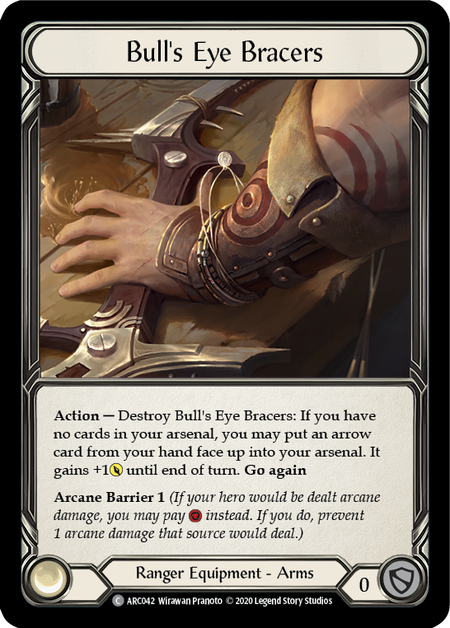 Bull's Eye Bracers
Action — Destroy Bull's Eye Bracers: If you have
no cards in your arsenal, you may put an arrow
card from your hand face up into your arsenal. It
gains +1 until end of turn. Go again
Arcane Barrier 1 (If your hero would be dealt arcane
damage, you may pay instead. If you do, prevent
1 arcane damage that source would deal.)
Ranger Equipment - Arms
0
C ARC042 Wirawan Pranoto © 2020 Legend Story Studios